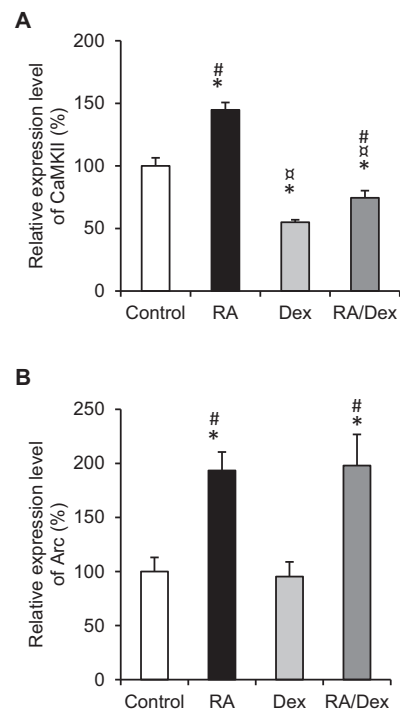 A
Relative expression level
of CaMKII (%)
200
150
100
50
0
#
*
¤
*
#
¤
*
Control RA Dex RA/Dex
B
Relative expression level
of Arc (%)
250
200
150
100
50
0
#
*
#
*
Control RA Dex RA/Dex